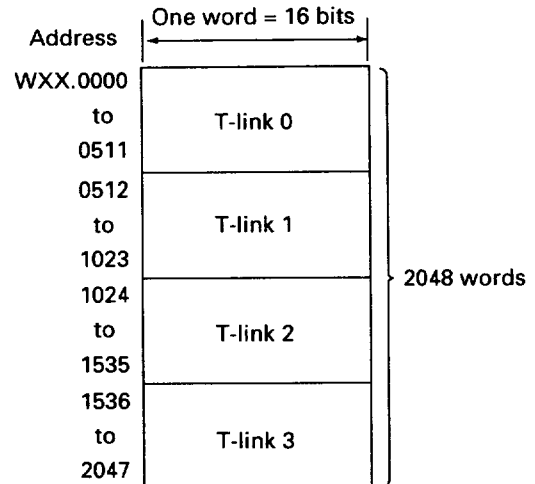 One word = 16 bits
Address
WXX.0000
to
0511
T-link 0
0512
to
1023
T-link 1
1024
to
1535
T-link 2
1536
to
2047
T-link 3
2048 words